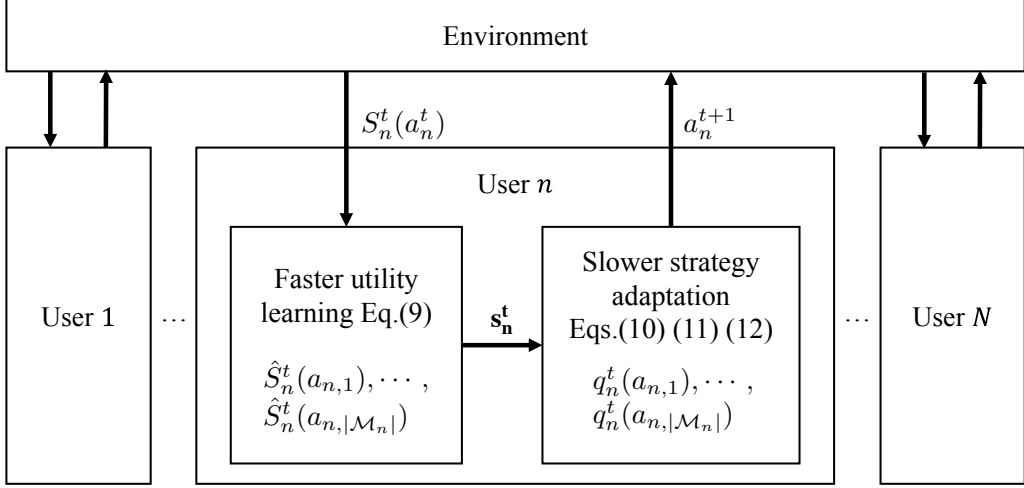 Environment
S_n^t(a_n^t)
a_n^{t+1}
User n
User 1
...
Faster utility
learning Eq.(9)
Ŝ_n^t(a_{n,1}), ⋯ ,
Ŝ_n^t(a_{n,|ℳ_n|})
s_n^t
Slower strategy
adaptation
Eqs.(10) (11) (12)
q_n^t(a_{n,1}), ⋯ ,
q_n^t(a_{n,|ℳ_n|})
...
User N